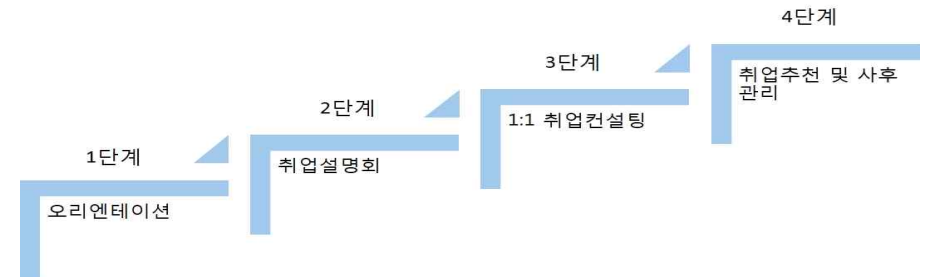 1단계
오리엔테이션
2단계
취업설명회
3단계
1:1 취업컨설팅
4단계
취업추천 및 사후
관리